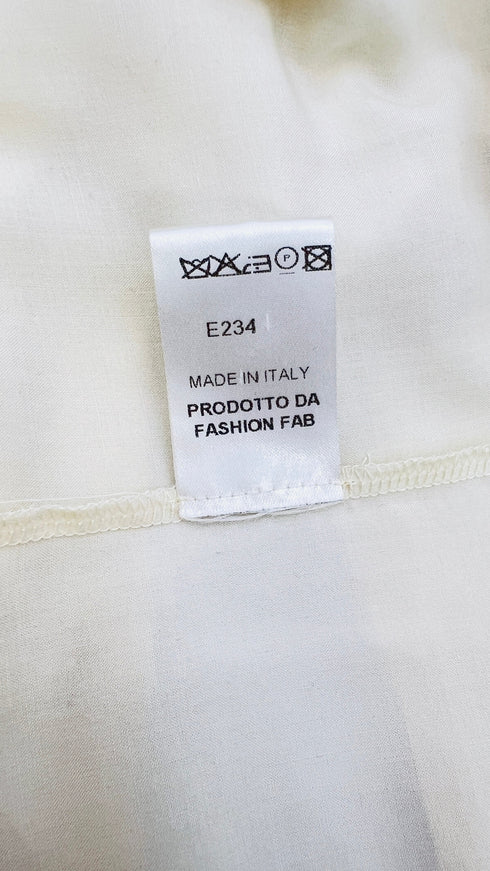 P
E234
MADE IN ITALY
PRODOTTO DA
FASHION FAB